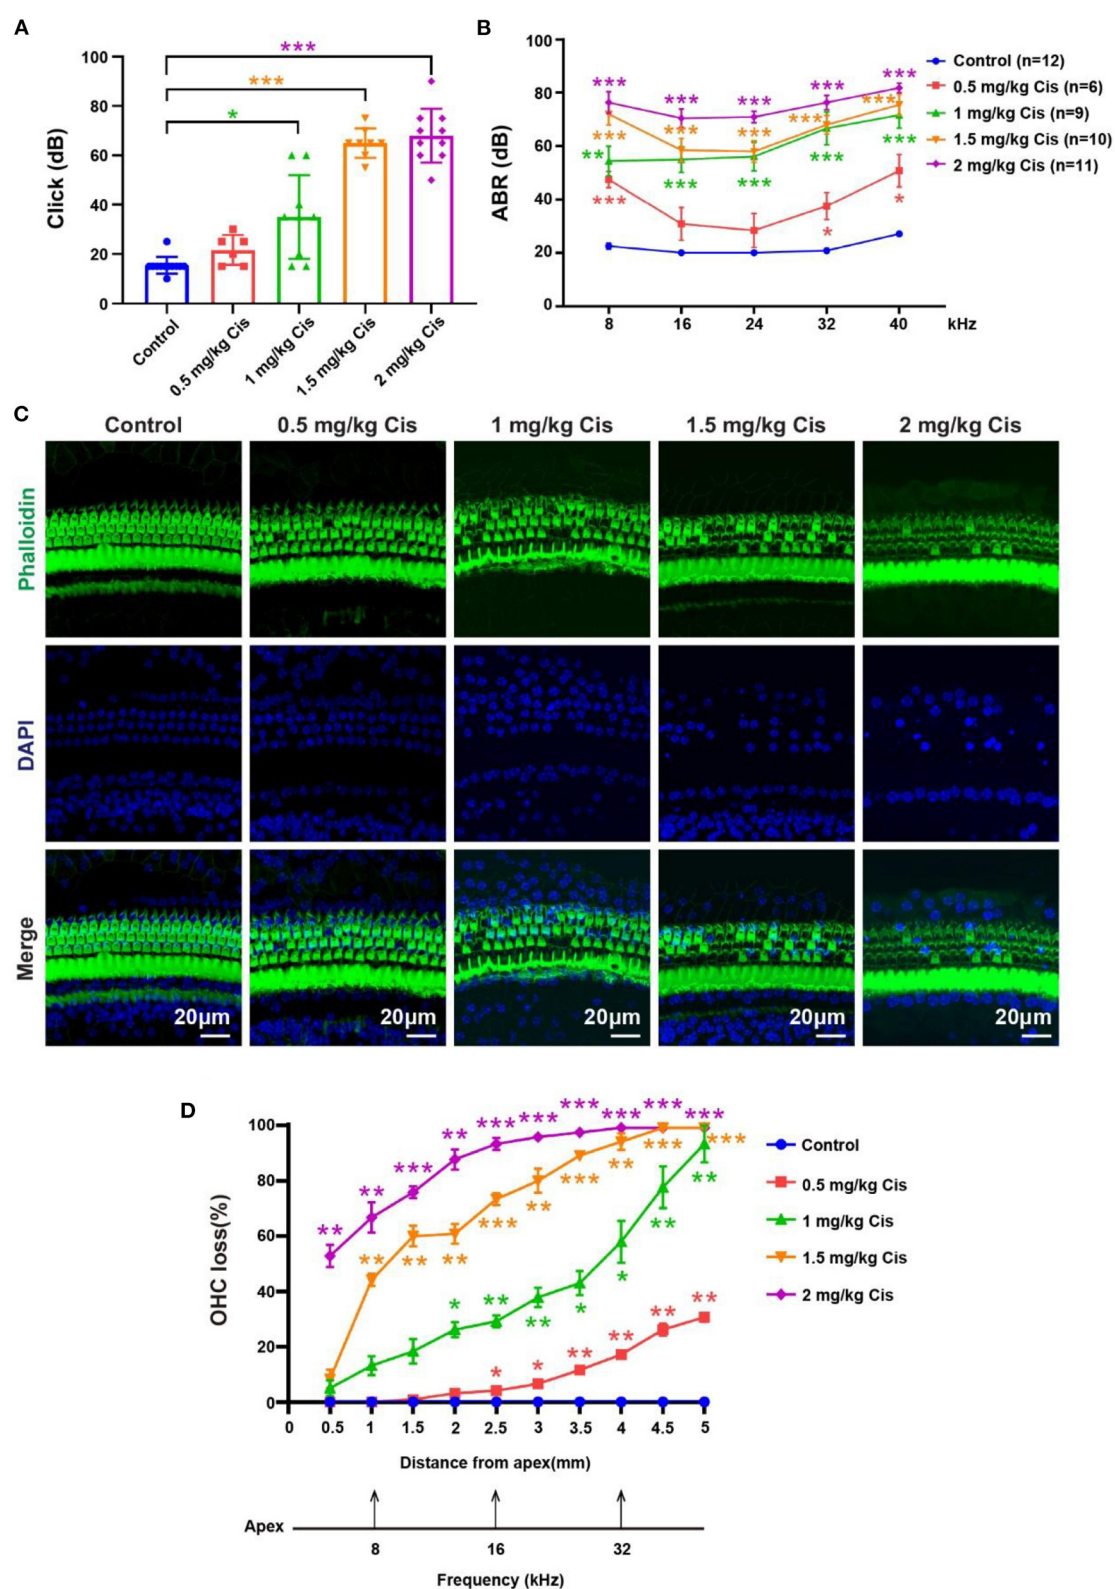 A
Click (dB)
100
80
60
40
20
0
***
***
*
Control
0.5 mg/kg Cis
1 mg/kg Cis
1.5 mg/kg Cis
2 mg/kg Cis
B
ABR (dB)
100
80
60
40
20
0
*** *** *** *** ***
*** *** *** *** ***
** *** *** *** ***
*** * *
8 16 24 32 40 kHz
Control (n=12)
0.5 mg/kg Cis (n=6)
1 mg/kg Cis (n=9)
1.5 mg/kg Cis (n=10)
2 mg/kg Cis (n=11)
C
Control 0.5 mg/kg Cis 1 mg/kg Cis 1.5 mg/kg Cis 2 mg/kg Cis
Phalloidin
DAPI
Merge
20μm 20μm 20μm 20μm 20μm
D
OHC loss(%)
100
80
60
40
20
0
** ** *** ** *** *** *** *** *** ***
** ** ** *** ** *** ** *** ***
* ** ** * * ** **
* * ** ** ** **
0 0.5 1 1.5 2 2.5 3 3.5 4 4.5 5
Distance from apex(mm)
Control
0.5 mg/kg Cis
1 mg/kg Cis
1.5 mg/kg Cis
2 mg/kg Cis
Apex
8 16 32
Frequency (kHz)